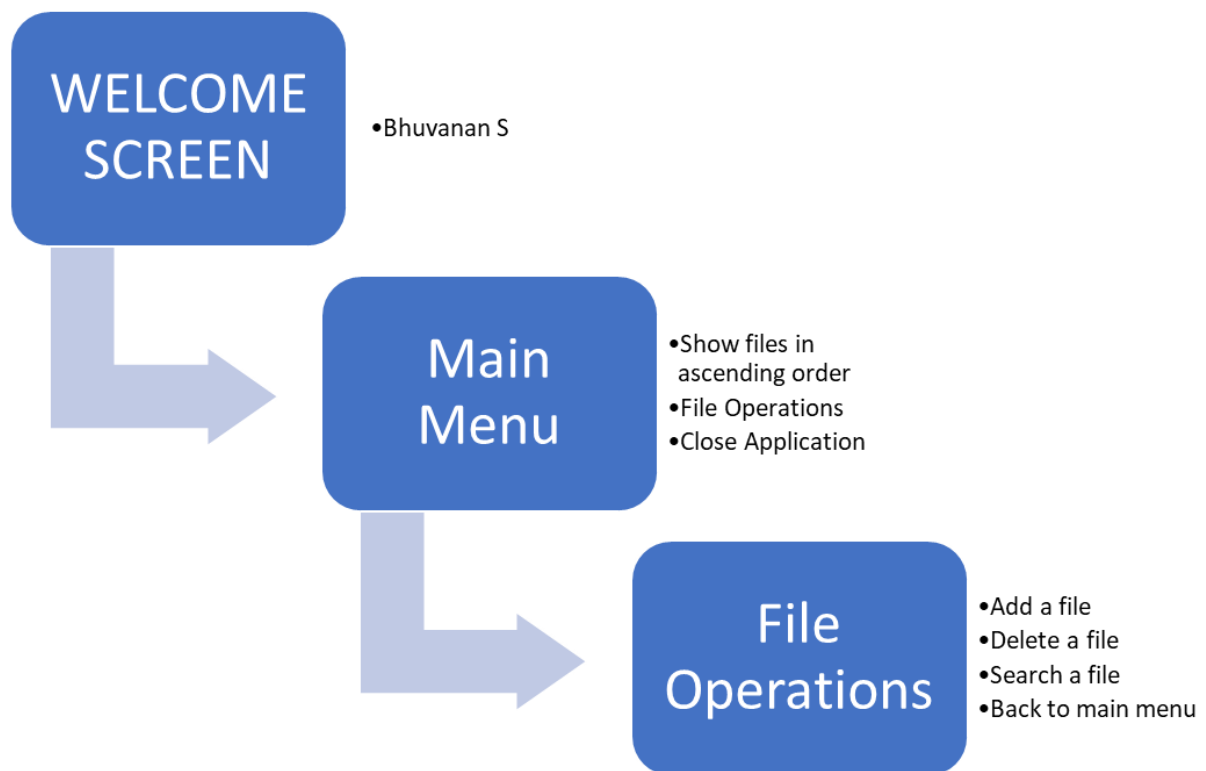 WELCOME
SCREEN
•Bhuvanan S
Main
Menu
•Show files in
ascending order
•File Operations
•Close Application
File
Operations
•Add a file
•Delete a file
•Search a file
•Back to main menu